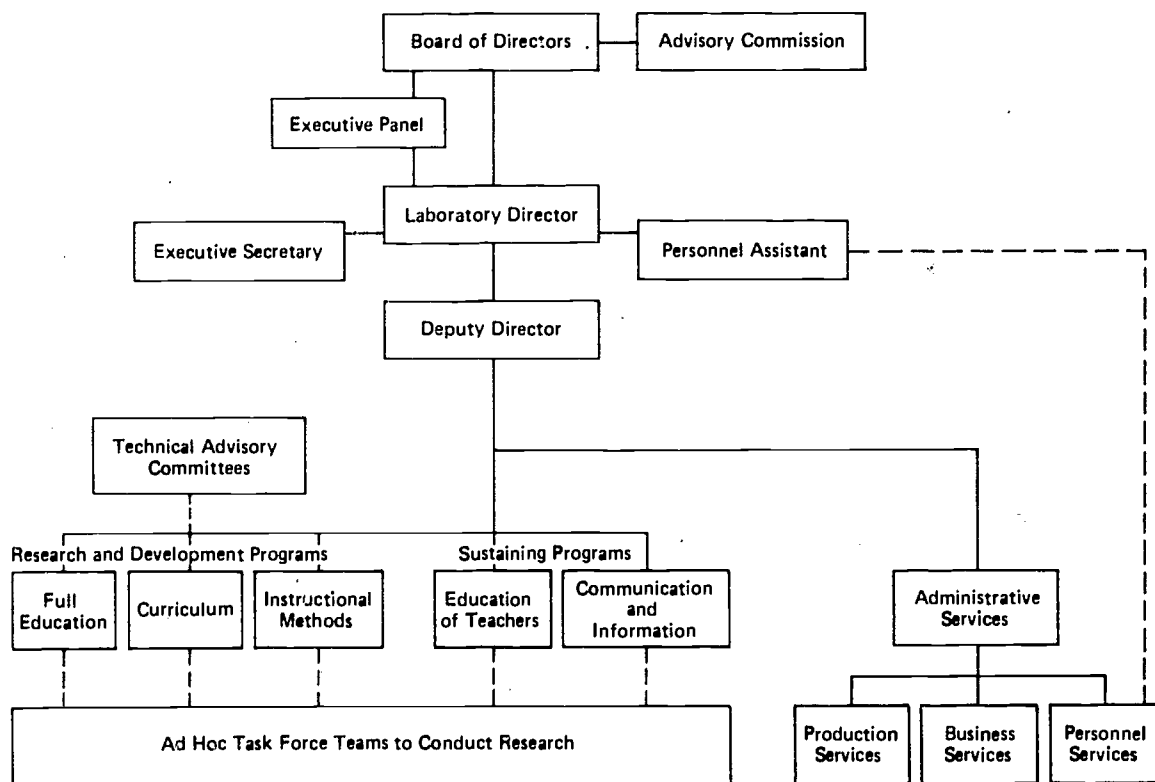 Board of Directors
Advisory Commission
Executive Panel
Laboratory Director
Executive Secretary
Personnel Assistant
Deputy Director
Technical Advisory
Committees
Research and Development Programs
Sustaining Programs
Full
Education
Curriculum
Instructional
Methods
Education
of Teachers
Communication
and
Information
Administrative
Services
Ad Hoc Task Force Teams to Conduct Research
Production
Services
Business
Services
Personnel
Services